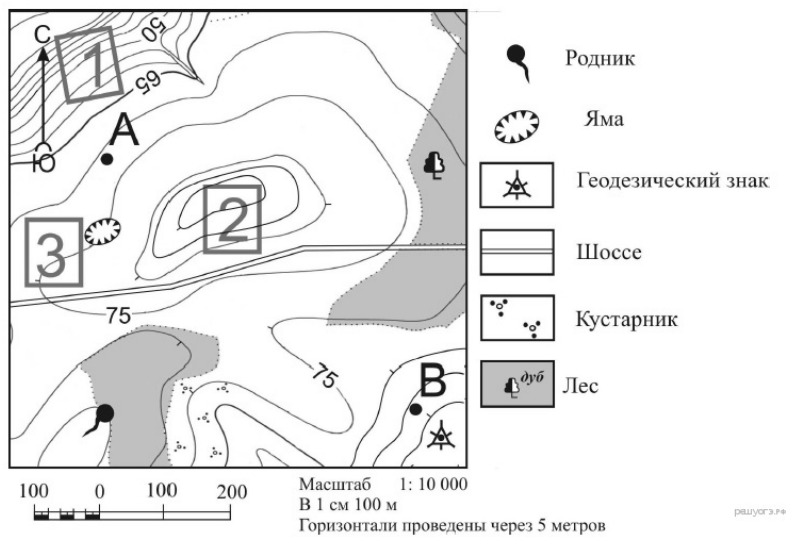 С
Ю
1
50
65
А
2
3
75
75
В
Родник
Яма
Геодезический знак
Шоссе
Кустарник
дуб
Лес
100 0 100 200
Масштаб 1: 10 000
В 1 см 100 м
Горизонтали проведены через 5 метров
решуогэ.рф